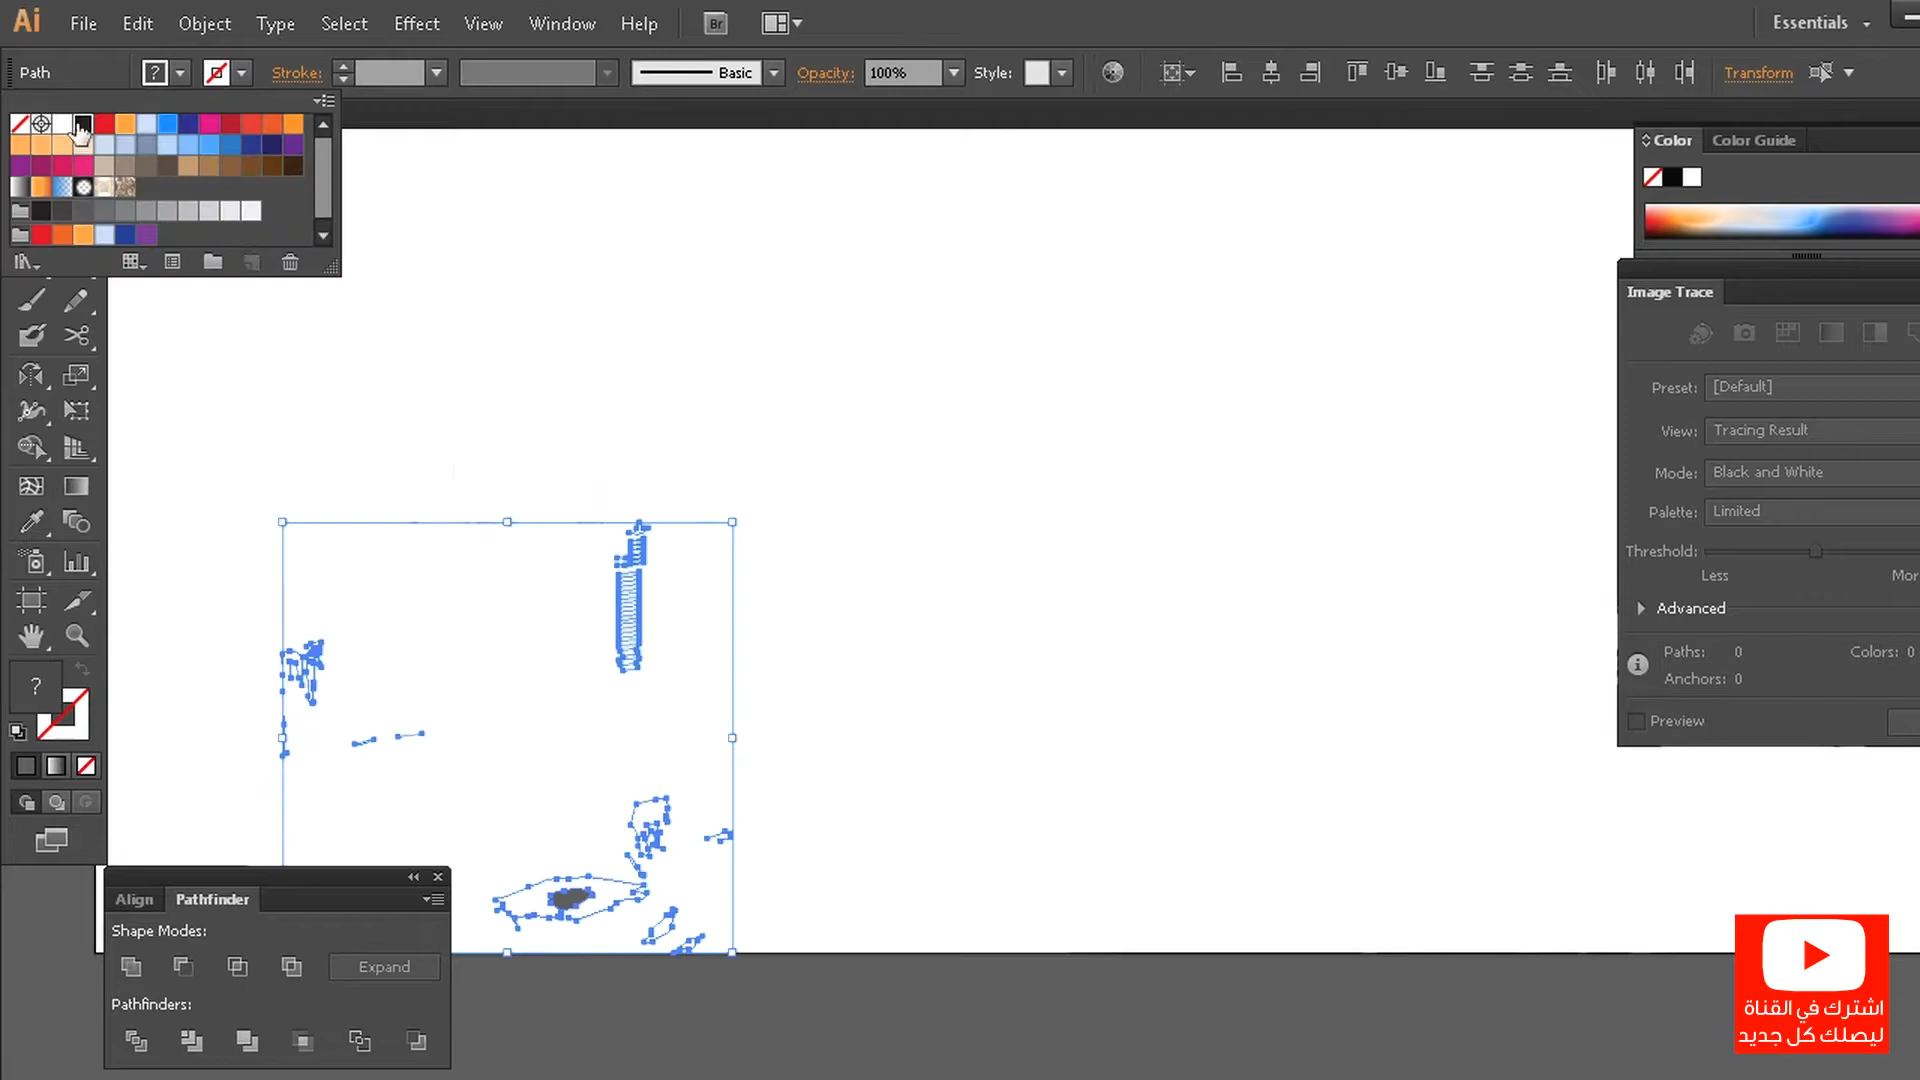 Ai File Edit Object Type Select Effect View Window Help Br Essentials
Path ? Stroke: Basic Opacity: 100% Style: Transform
Color Color Guide
Image Trace
Preset: [Default]
View: Tracing Result
Mode: Black and White
Palette: Limited
Threshold:
Less Mor
Advanced
Paths: 0 Colors: 0
Anchors: 0
Preview
?
Align Pathfinder
Shape Modes:
Expand
Pathfinders:
اشترك في القناة
ليصلك كل جديد